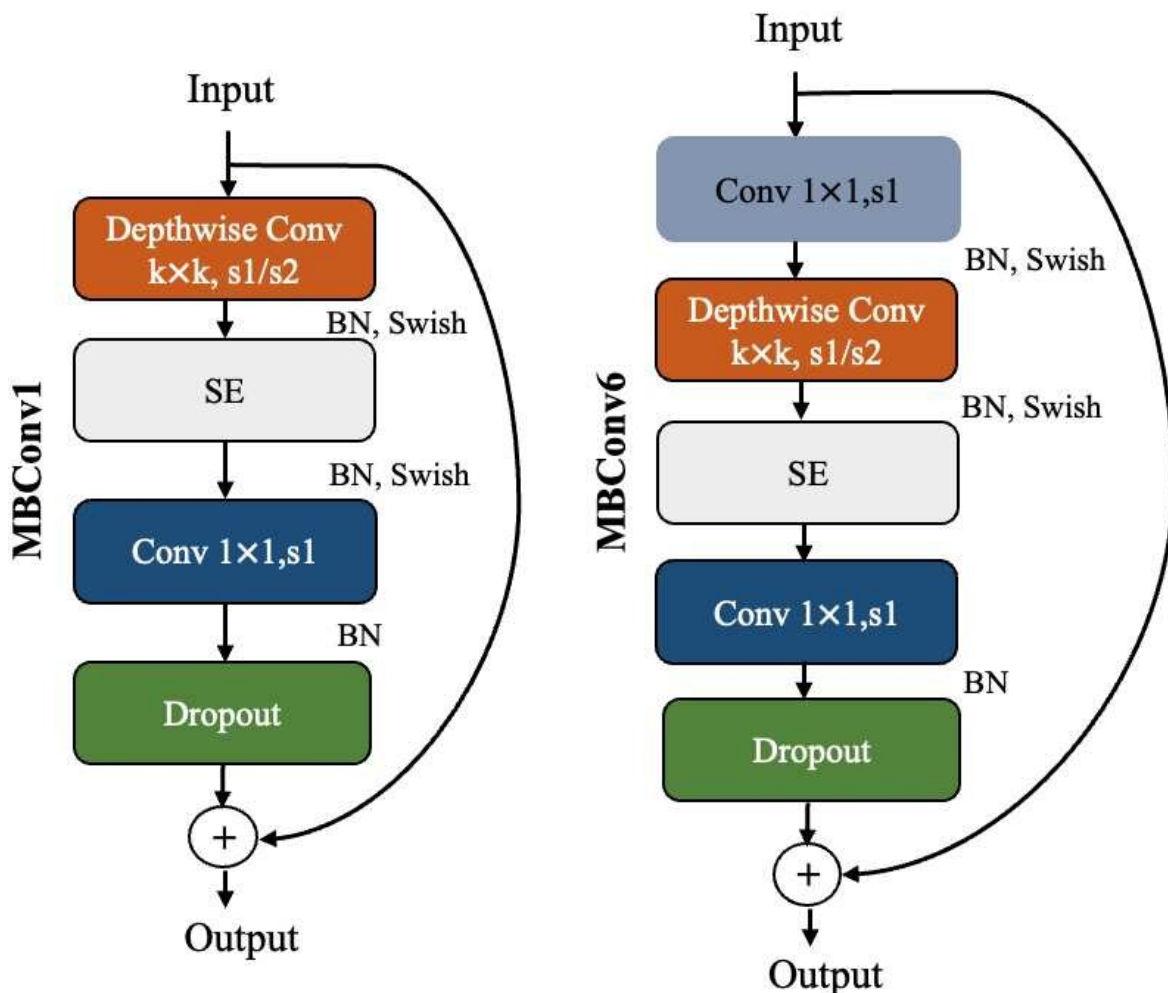 MBConv1
Input
Depthwise Conv
k×k, s1/s2
BN, Swish
SE
BN, Swish
Conv 1×1,s1
BN
Dropout
+
Output
MBConv6
Input
Conv 1×1,s1
BN, Swish
Depthwise Conv
k×k, s1/s2
BN, Swish
SE
Conv 1×1,s1
BN
Dropout
+
Output